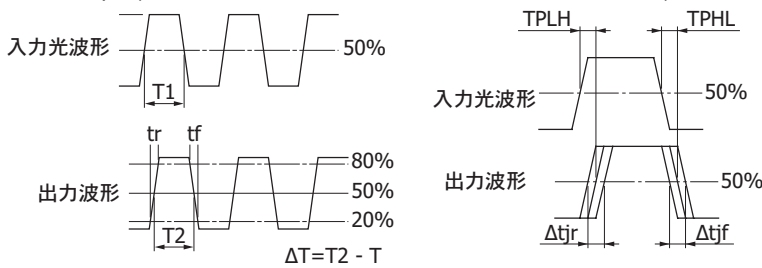 入力光波形
T1
50%
tr
tf
出力波形
80%
50%
20%
T2
ΔT=T2 - T
TPLH
TPHL
入力光波形
50%
出力波形
50%
Δtjr
Δtjf